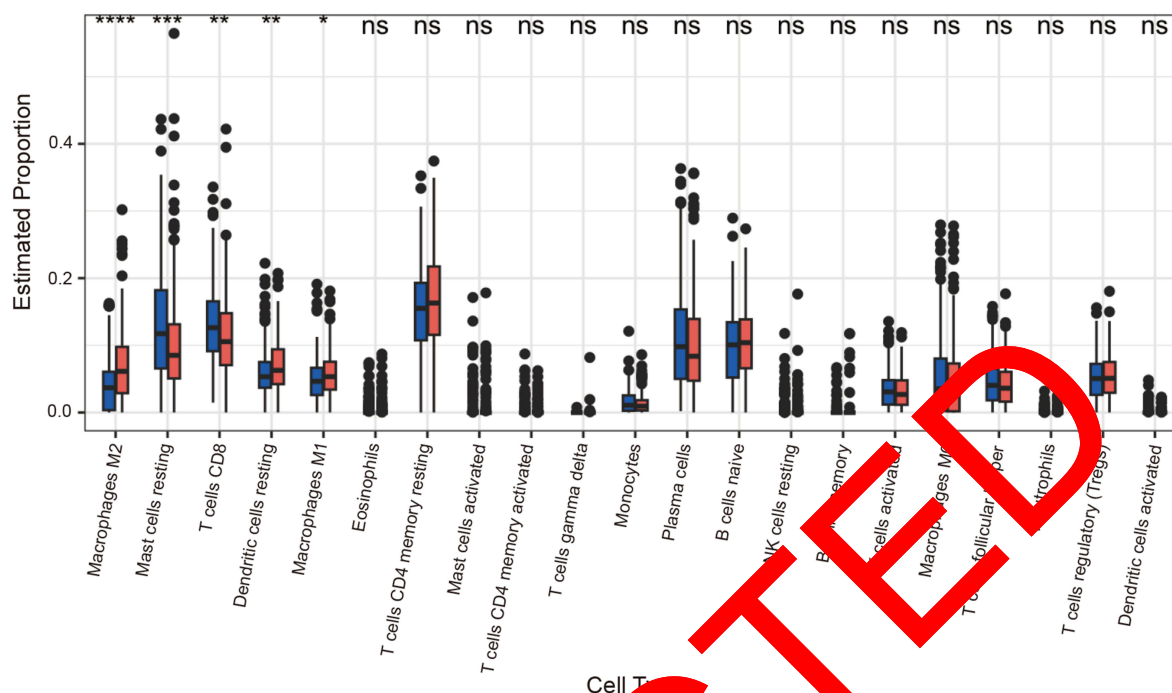 **** *** ** ** * ns ns ns ns ns ns ns ns ns ns ns ns ns ns ns ns
Estimated Proportion
0.4
0.2
0.0
Macrophages M2
Mast cells resting
T cells CD8
Dendritic cells resting
Macrophages M1
Eosinophils
T cells CD4 memory resting
Mast cells activated
T cells CD4 memory activated
T cells gamma delta
Monocytes
Plasma cells
B cells naive
NK cells resting
cells activated
Macrophages
T follicular
T cells regulatory (Tregs)
Dendritic cells activated
Cell
TED